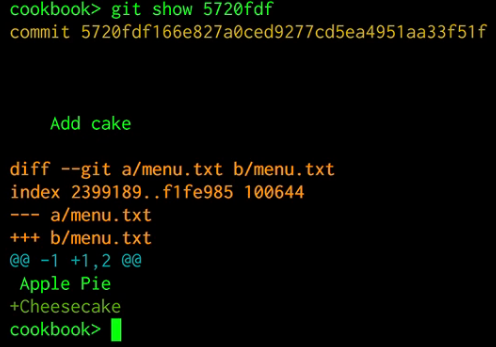 cookbook> git show 5720fdf
commit 5720fdf166e827a0ced9277cd5ea4951aa33f51f
Add cake
diff --git a/menu.txt b/menu.txt
index 2399189..f1fe985 100644
--- a/menu.txt
+++ b/menu.txt
@@ -1 +1,2 @@
Apple Pie
+Cheesecake
cookbook>